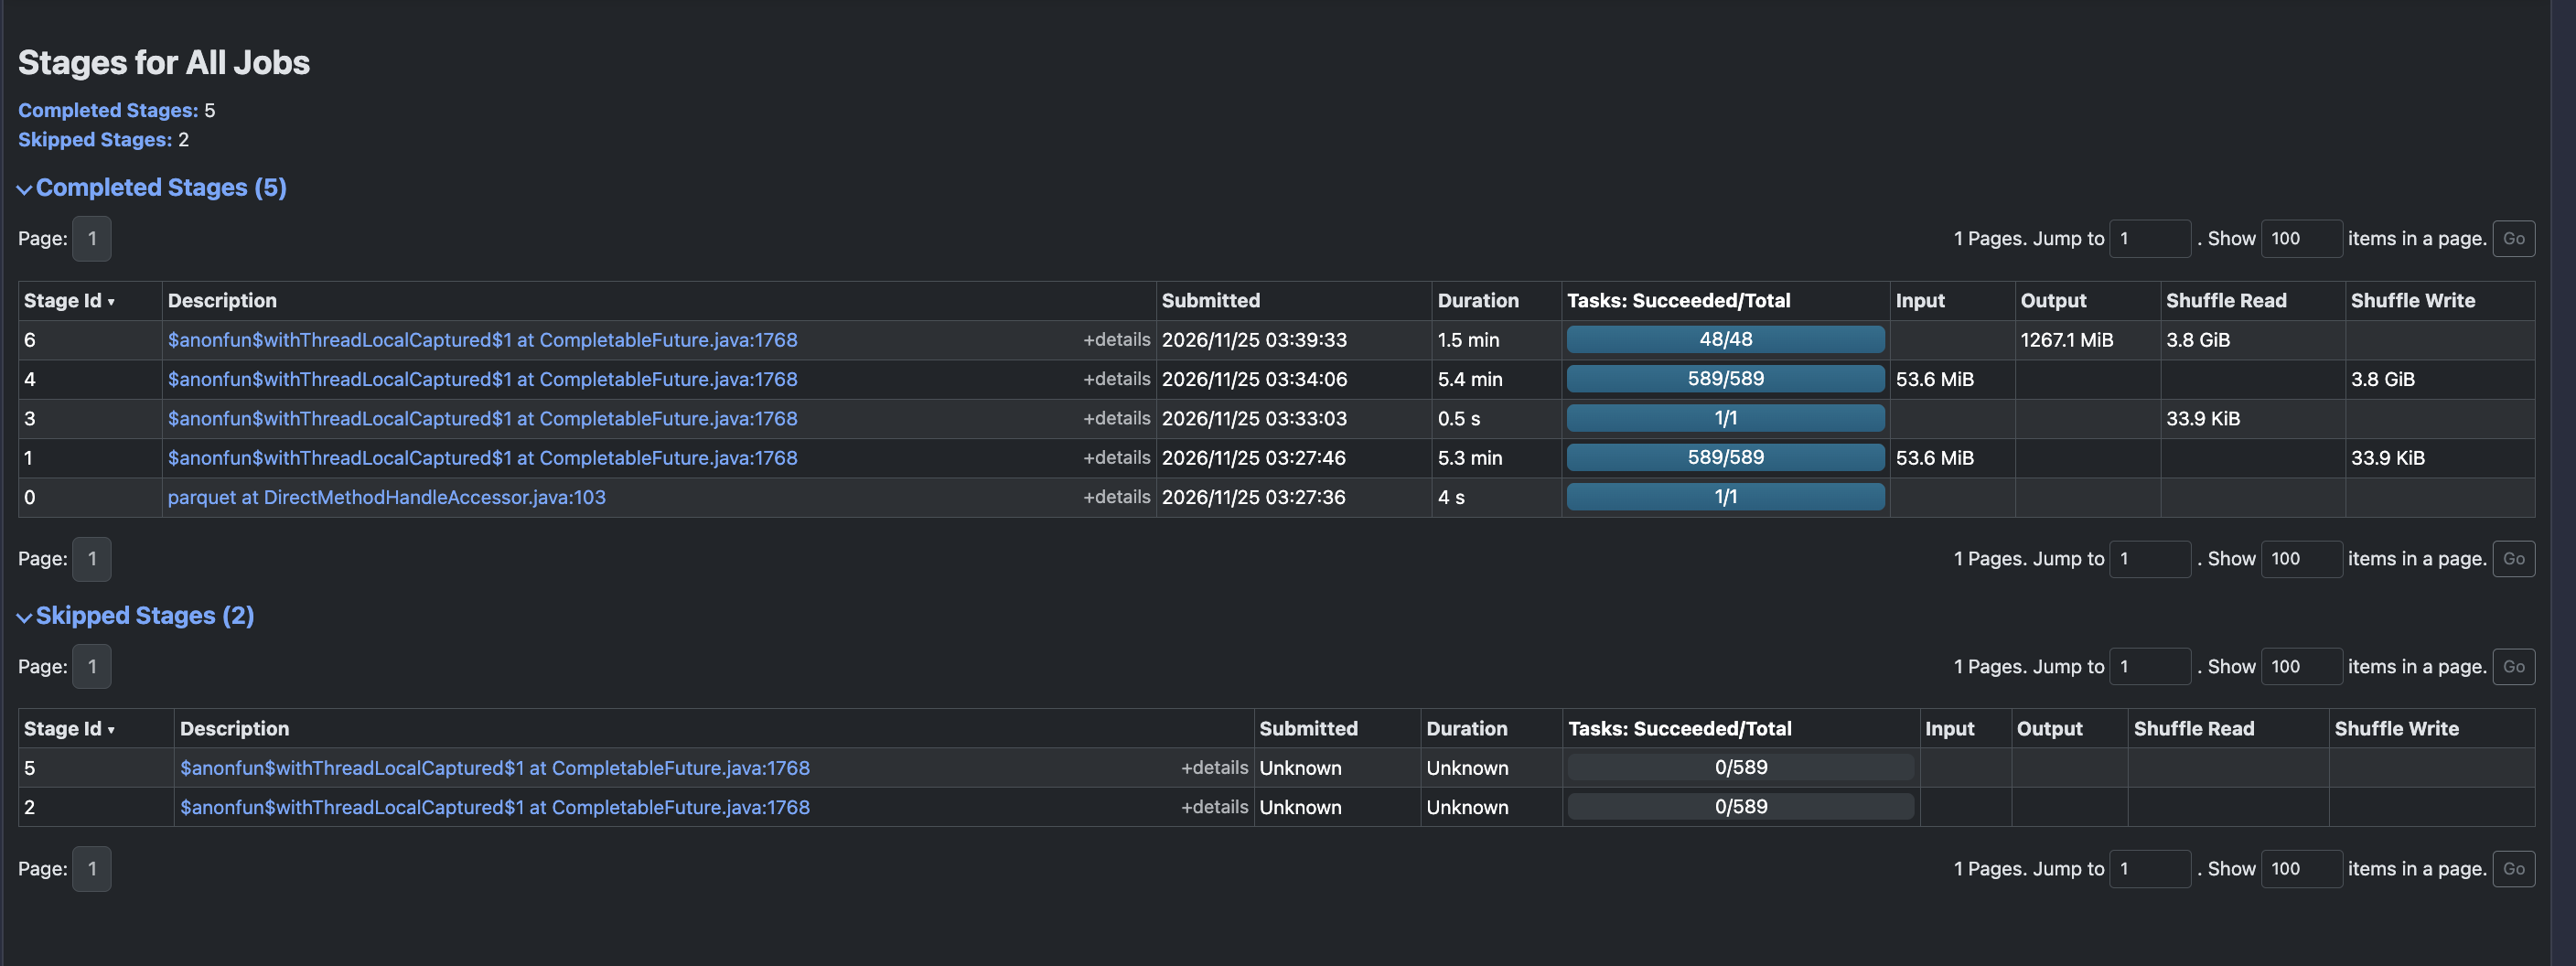 Stages for All Jobs
Completed Stages: 5
Skipped Stages: 2
Completed Stages (5)
Page: 1 1 Pages. Jump to 1 . Show 100 items in a page. Go
Stage Id ▾ Description Submitted Duration Tasks: Succeeded/Total Input Output Shuffle Read Shuffle Write
6 $anonfun$withThreadLocalCaptured$1 at CompletableFuture.java:1768 +details 2026/11/25 03:39:33 1.5 min 48/48 1267.1 MiB 3.8 GiB
4 $anonfun$withThreadLocalCaptured$1 at CompletableFuture.java:1768 +details 2026/11/25 03:34:06 5.4 min 589/589 53.6 MiB 3.8 GiB
3 $anonfun$withThreadLocalCaptured$1 at CompletableFuture.java:1768 +details 2026/11/25 03:33:03 0.5 s 1/1 33.9 KiB
1 $anonfun$withThreadLocalCaptured$1 at CompletableFuture.java:1768 +details 2026/11/25 03:27:46 5.3 min 589/589 53.6 MiB 33.9 KiB
0 parquet at DirectMethodHandleAccessor.java:103 +details 2026/11/25 03:27:36 4 s 1/1
Page: 1 1 Pages. Jump to 1 . Show 100 items in a page. Go
Skipped Stages (2)
Page: 1 1 Pages. Jump to 1 . Show 100 items in a page. Go
Stage Id ▾ Description Submitted Duration Tasks: Succeeded/Total Input Output Shuffle Read Shuffle Write
5 $anonfun$withThreadLocalCaptured$1 at CompletableFuture.java:1768 +details Unknown Unknown 0/589
2 $anonfun$withThreadLocalCaptured$1 at CompletableFuture.java:1768 +details Unknown Unknown 0/589
Page: 1 1 Pages. Jump to 1 . Show 100 items in a page. Go